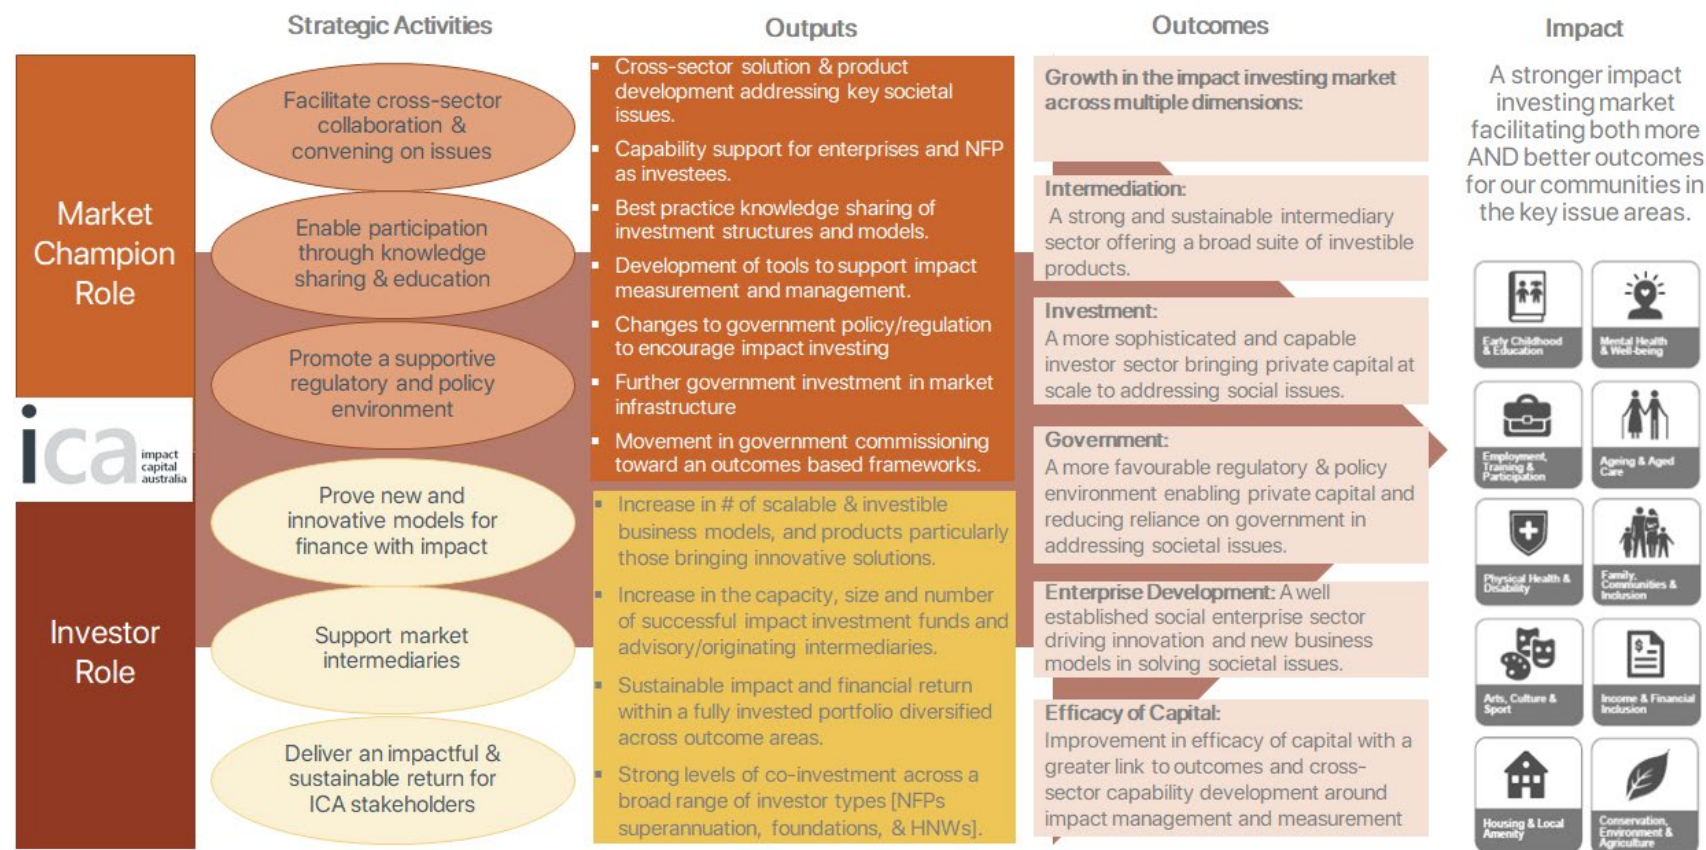 Strategic Activities
Outputs
Outcomes
Impact
Market
Champion
Role
ica
impact
capital
australia
Investor
Role
Facilitate cross-sector
collaboration &
convening on issues
Enable participation
through knowledge
sharing & education
Promote a supportive
regulatory and policy
environment
Prove new and
innovative models for
finance with impact
Support market
intermediaries
Deliver an impactful &
sustainable return for
ICA stakeholders
▪ Cross-sector solution & product
development addressing key societal
issues.
▪ Capability support for enterprises and NFP
as investees.
▪ Best practice knowledge sharing of
investment structures and models.
▪ Development of tools to support impact
measurement and management.
▪ Changes to government policy/regulation
to encourage impact investing
▪ Further government investment in market
infrastructure
▪ Movement in government commissioning
toward an outcomes based frameworks.
▪ Increase in # of scalable & investible
business models, and products particularly
those bringing innovative solutions.
▪ Increase in the capacity, size and number
of successful impact investment funds and
advisory/originating intermediaries.
▪ Sustainable impact and financial return
within a fully invested portfolio diversified
across outcome areas.
▪ Strong levels of co-investment across a
broad range of investor types [NFPs
superannuation, foundations, & HNWs].
Growth in the impact investing market
across multiple dimensions:
Intermediation:
A strong and sustainable intermediary
sector offering a broad suite of investible
products.
Investment:
A more sophisticated and capable
investor sector bringing private capital at
scale to addressing social issues.
Government:
A more favourable regulatory & policy
environment enabling private capital and
reducing reliance on government in
addressing societal issues.
Enterprise Development: A well
established social enterprise sector
driving innovation and new business
models in solving societal issues.
Efficacy of Capital:
Improvement in efficacy of capital with a
greater link to outcomes and cross-
sector capability development around
impact management and measurement
A stronger impact
investing market
facilitating both more
AND better outcomes
for our communities in
the key issue areas.
Early Childhood
& Education
Mental Health
& Well-being
Employment,
Training &
Participation
Ageing & Aged
Care
Physical Health &
Disability
Family,
Communities &
Inclusion
Arts, Culture &
Sport
$
Income & Financial
Inclusion
Housing & Local
Amenity
Conservation,
Environment &
Agriculture